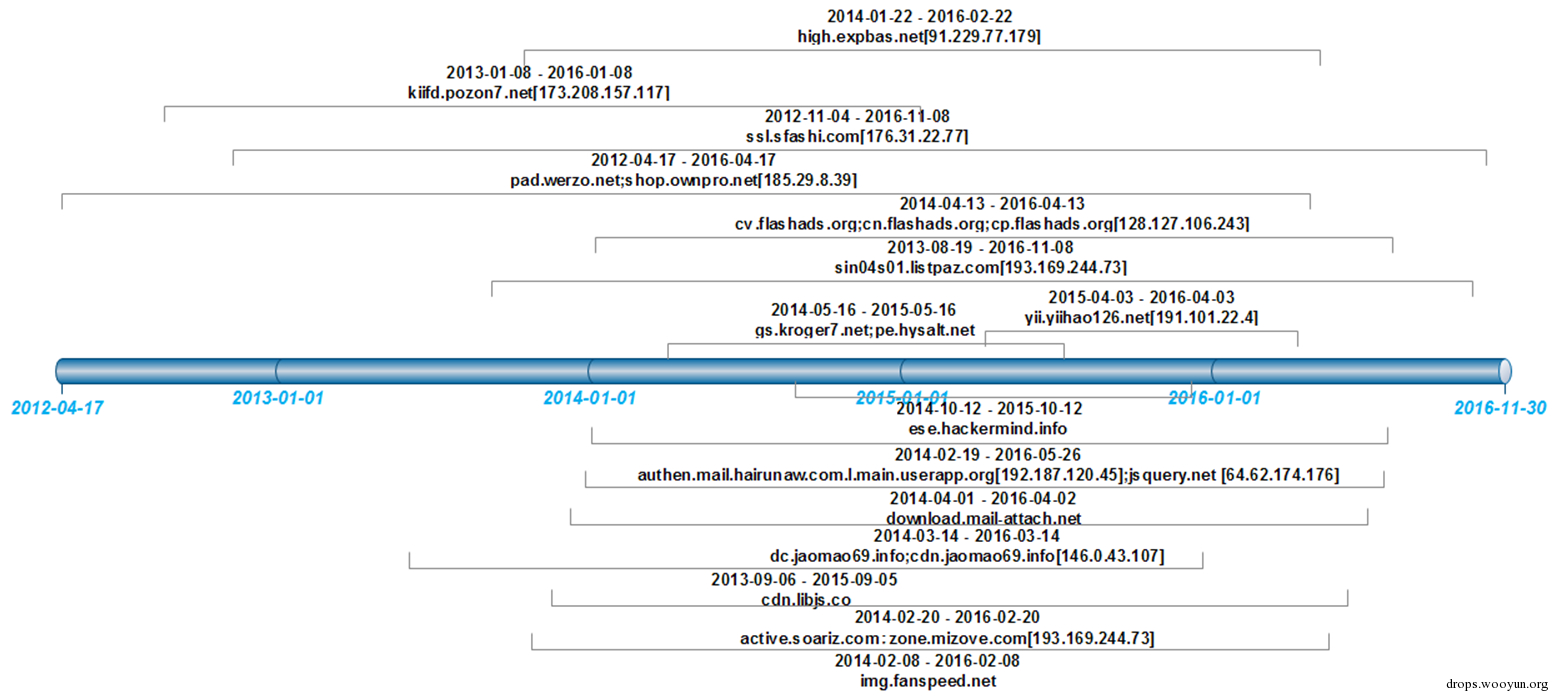 2014-01-22 - 2016-02-22
high.expbas.net[91.229.77.179]
2013-01-08 - 2016-01-08
kiifd.pozon7.net[173.208.157.117]
2012-11-04 - 2016-11-08
ssl.sfashi.com[176.31.22.77]
2012-04-17 - 2016-04-17
pad.werzo.net;shop.ownpro.net[185.29.8.39]
2014-04-13 - 2016-04-13
cv.flashads.org;cn.flashads.org;cp.flashads.org[128.127.106.243]
2013-08-19 - 2016-11-08
sin04s01.listpaz.com[193.169.244.73]
2014-05-16 - 2015-05-16
gs.kroger7.net;pe.hysalt.net
2015-04-03 - 2016-04-03
yii.yiihao126.net[191.101.22.4]
2012-04-17
2013-01-01
2014-01-01
2015-01-01
2016-01-01
2016-11-30
2014-10-12 - 2015-10-12
ese.hackermind.info
2014-02-19 - 2016-05-26
authen.mail.hairunaw.com.l.main.userapp.org[192.187.120.45];jsquery.net [64.62.174.176]
2014-04-01 - 2016-04-02
download.mail-attach.net
2014-03-14 - 2016-03-14
dc.jaomao69.info;cdn.jaomao69.info[146.0.43.107]
2013-09-06 - 2015-09-05
cdn.libjs.co
2014-02-20 - 2016-02-20
active.soariz.com: zone.mizove.com[193.169.244.73]
2014-02-08 - 2016-02-08
img.fanspeed.net
drops.wooyun.org